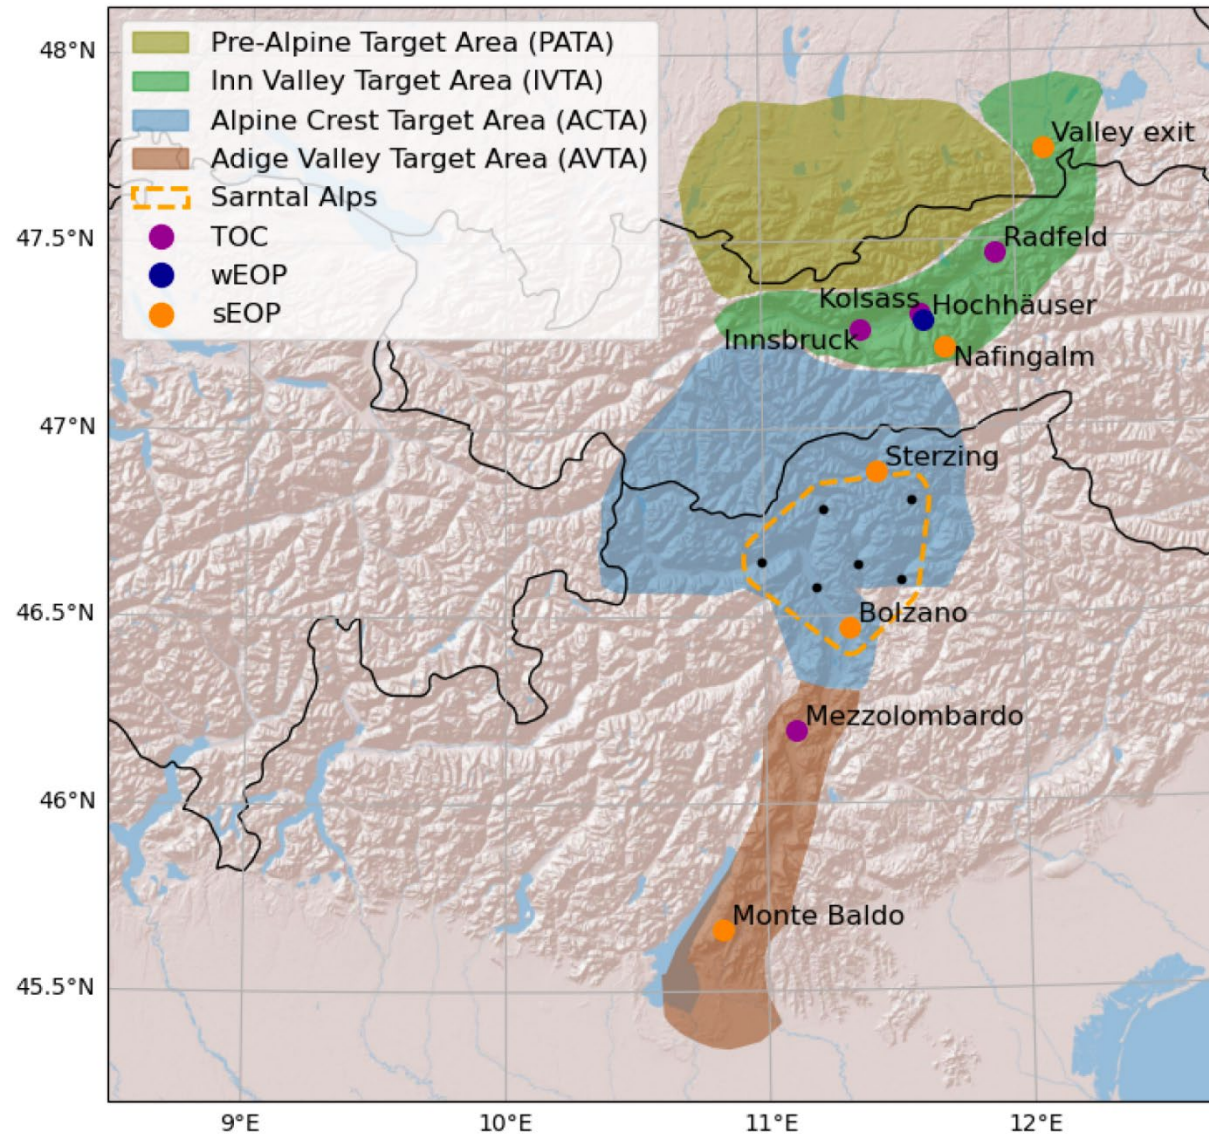 Pre-Alpine Target Area (PATA)
Inn Valley Target Area (IVTA)
Alpine Crest Target Area (ACTA)
Adige Valley Target Area (AVTA)
Sarntal Alps
TOC
wEOP
sEOP
48°N
47.5°N
47°N
46.5°N
46°N
45.5°N
Valley exit
Radfeld
Kolsass
Hochhäuser
Innsbruck
Nafingalm
Sterzing
Bolzano
Mezzolombardo
Monte Baldo
9°E
10°E
11°E
12°E